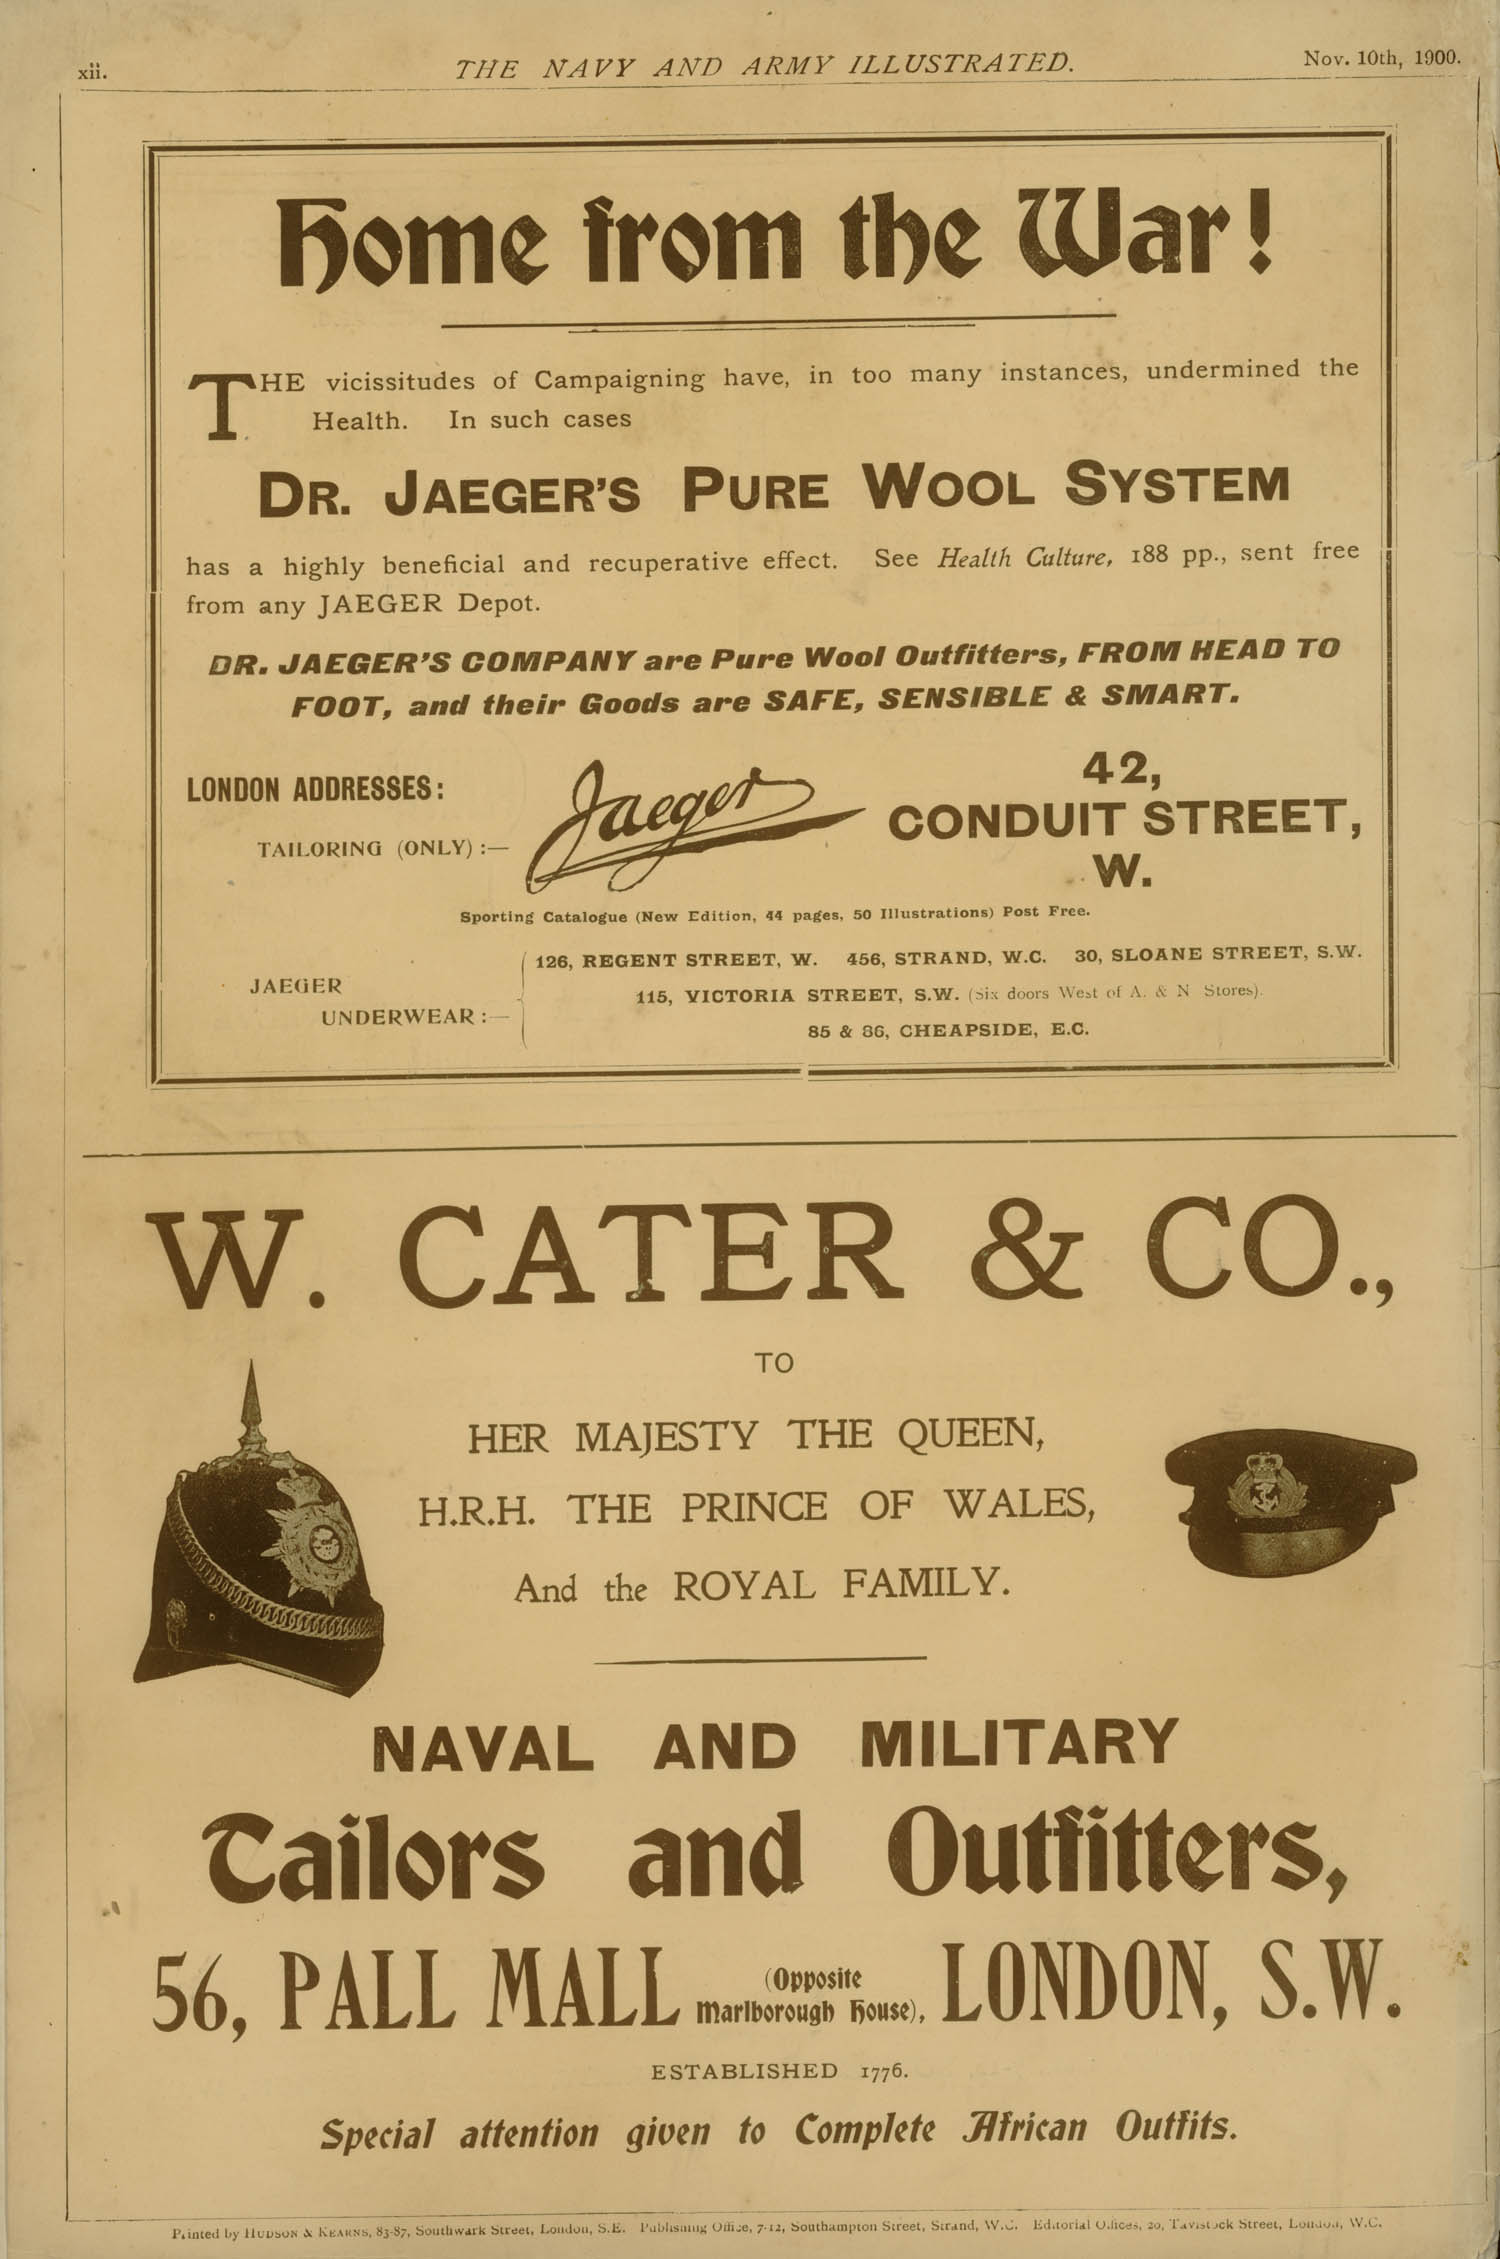 xii.
THE NAVY AND ARMY ILLUSTRATED.
Nov. 10th, 1900.
Home from the War!
THE vicissitudes of Campaigning have, in too many instances, undermined the
Health. In such cases
DR. JAEGER'S PURE WOOL SYSTEM
has a highly beneficial and recuperative effect. See Health Culture, 188 pp., sent free
from any JAEGER Depot.
DR. JAEGER'S COMPANY are Pure Wool Outfitters, FROM HEAD TO
FOOT, and their Goods are SAFE, SENSIBLE & SMART.
LONDON ADDRESSES:
TAILORING (ONLY):—
Jaeger
42,
CONDUIT STREET,
W.
Sporting Catalogue (New Edition, 44 pages, 50 Illustrations) Post Free.
JAEGER
UNDERWEAR:—
126, REGENT STREET, W. 456, STRAND, W.C. 30, SLOANE STREET, S.W.
115, VICTORIA STREET, S.W. (Six doors West of A. & N Stores).
85 & 86, CHEAPSIDE, E.C.
W. CATER & CO.,
TO
HER MAJESTY THE QUEEN,
H.R.H. THE PRINCE OF WALES,
And the ROYAL FAMILY.
NAVAL AND MILITARY
Tailors and Outfitters,
56, PALL MALL (Opposite Marlborough House), LONDON, S.W.
ESTABLISHED 1776.
Special attention given to Complete African Outfits.
Printed by HUDSON & KEARNS, 83-87, Southwark Street, London, S.E. Publishing Office, 7-12, Southampton Street, Strand, W.C. Editorial Offices, 20, Tavistock Street, London, W.C.